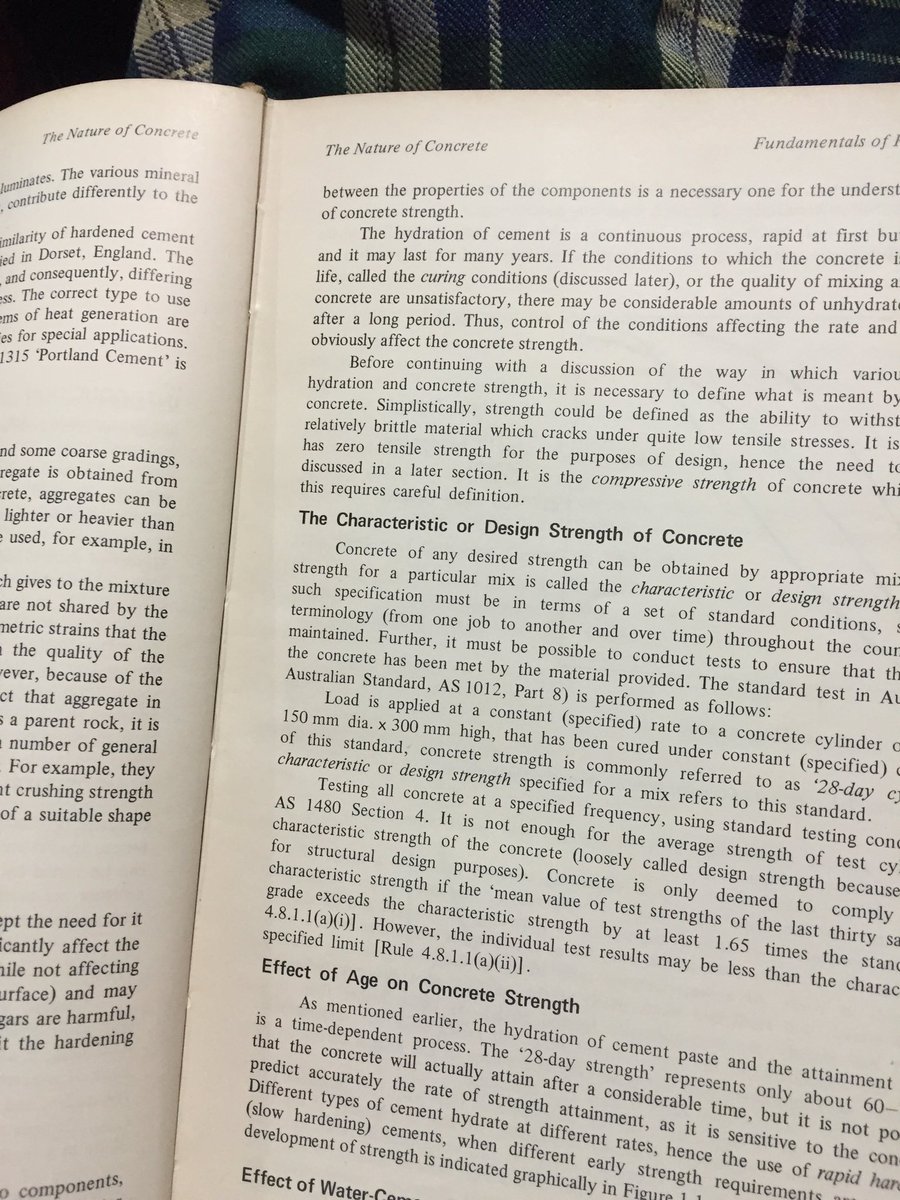 The Nature of Concrete
luminates. The various mineral
, contribute differently to the
imilarity of hardened cement
ied in Dorset, England. The
, and consequently, differing
ess. The correct type to use
ems of heat generation are
ies for special applications.
1315 ‘Portland Cement’ is
nd some coarse gradings,
regate is obtained from
crete, aggregates can be
lighter or heavier than
e used, for example, in
ch gives to the mixture
are not shared by the
metric strains that the
n the quality of the
vever, because of the
ct that aggregate in
s a parent rock, it is
number of general
. For example, they
nt crushing strength
of a suitable shape
ept the need for it
icantly affect the
hile not affecting
urface) and may
gars are harmful,
it the hardening
o components,
The Nature of Concrete
Fundamentals of
between the properties of the components is a necessary one for the underst
of concrete strength.
The hydration of cement is a continuous process, rapid at first bu
and it may last for many years. If the conditions to which the concrete i
life, called the curing conditions (discussed later), or the quality of mixing a
concrete are unsatisfactory, there may be considerable amounts of unhydrat
after a long period. Thus, control of the conditions affecting the rate and
obviously affect the concrete strength.
Before continuing with a discussion of the way in which variou
hydration and concrete strength, it is necessary to define what is meant by
concrete. Simplistically, strength could be defined as the ability to withst
relatively brittle material which cracks under quite low tensile stresses. It is
has zero tensile strength for the purposes of design, hence the need to
discussed in a later section. It is the compressive strength of concrete whi
this requires careful definition.
The Characteristic or Design Strength of Concrete
Concrete of any desired strength can be obtained by appropriate mi
strength for a particular mix is called the characteristic or design strength
such specification must be in terms of a set of standard conditions, s
terminology (from one job to another and over time) throughout the coun
maintained. Further, it must be possible to conduct tests to ensure that th
the concrete has been met by the material provided. The standard test in Au
Australian Standard, AS 1012, Part 8) is performed as follows:
Load is applied at a constant (specified) rate to a concrete cylinder o
150 mm dia. x 300 mm high, that has been cured under constant (specified) c
of this standard, concrete strength is commonly referred to as ‘28-day cy
characteristic or design strength specified for a mix refers to this standard.
Testing all concrete at a specified frequency, using standard testing cond
AS 1480 Section 4. It is not enough for the average strength of test cy
characteristic strength of the concrete (loosely called design strength because
for structural design purposes). Concrete is only deemed to comply
characteristic strength if the ‘mean value of test strengths of the last thirty sa
grade exceeds the characteristic strength by at least 1.65 times the stand
4.8.1.1(a)(i)]. However, the individual test results may be less than the charac
specified limit [Rule 4.8.1.1(a)(ii)].
Effect of Age on Concrete Strength
As mentioned earlier, the hydration of cement paste and the attainment
is a time-dependent process. The ‘28-day strength’ represents only about 60–
that the concrete will actually attain after a considerable time, but it is not po
predict accurately the rate of strength attainment, as it is sensitive to the con
Different types of cement hydrate at different rates, hence the use of rapid har
(slow hardening) cements, when different early strength requirements
development of strength is indicated graphically in Figure
Effect of Water-Cem